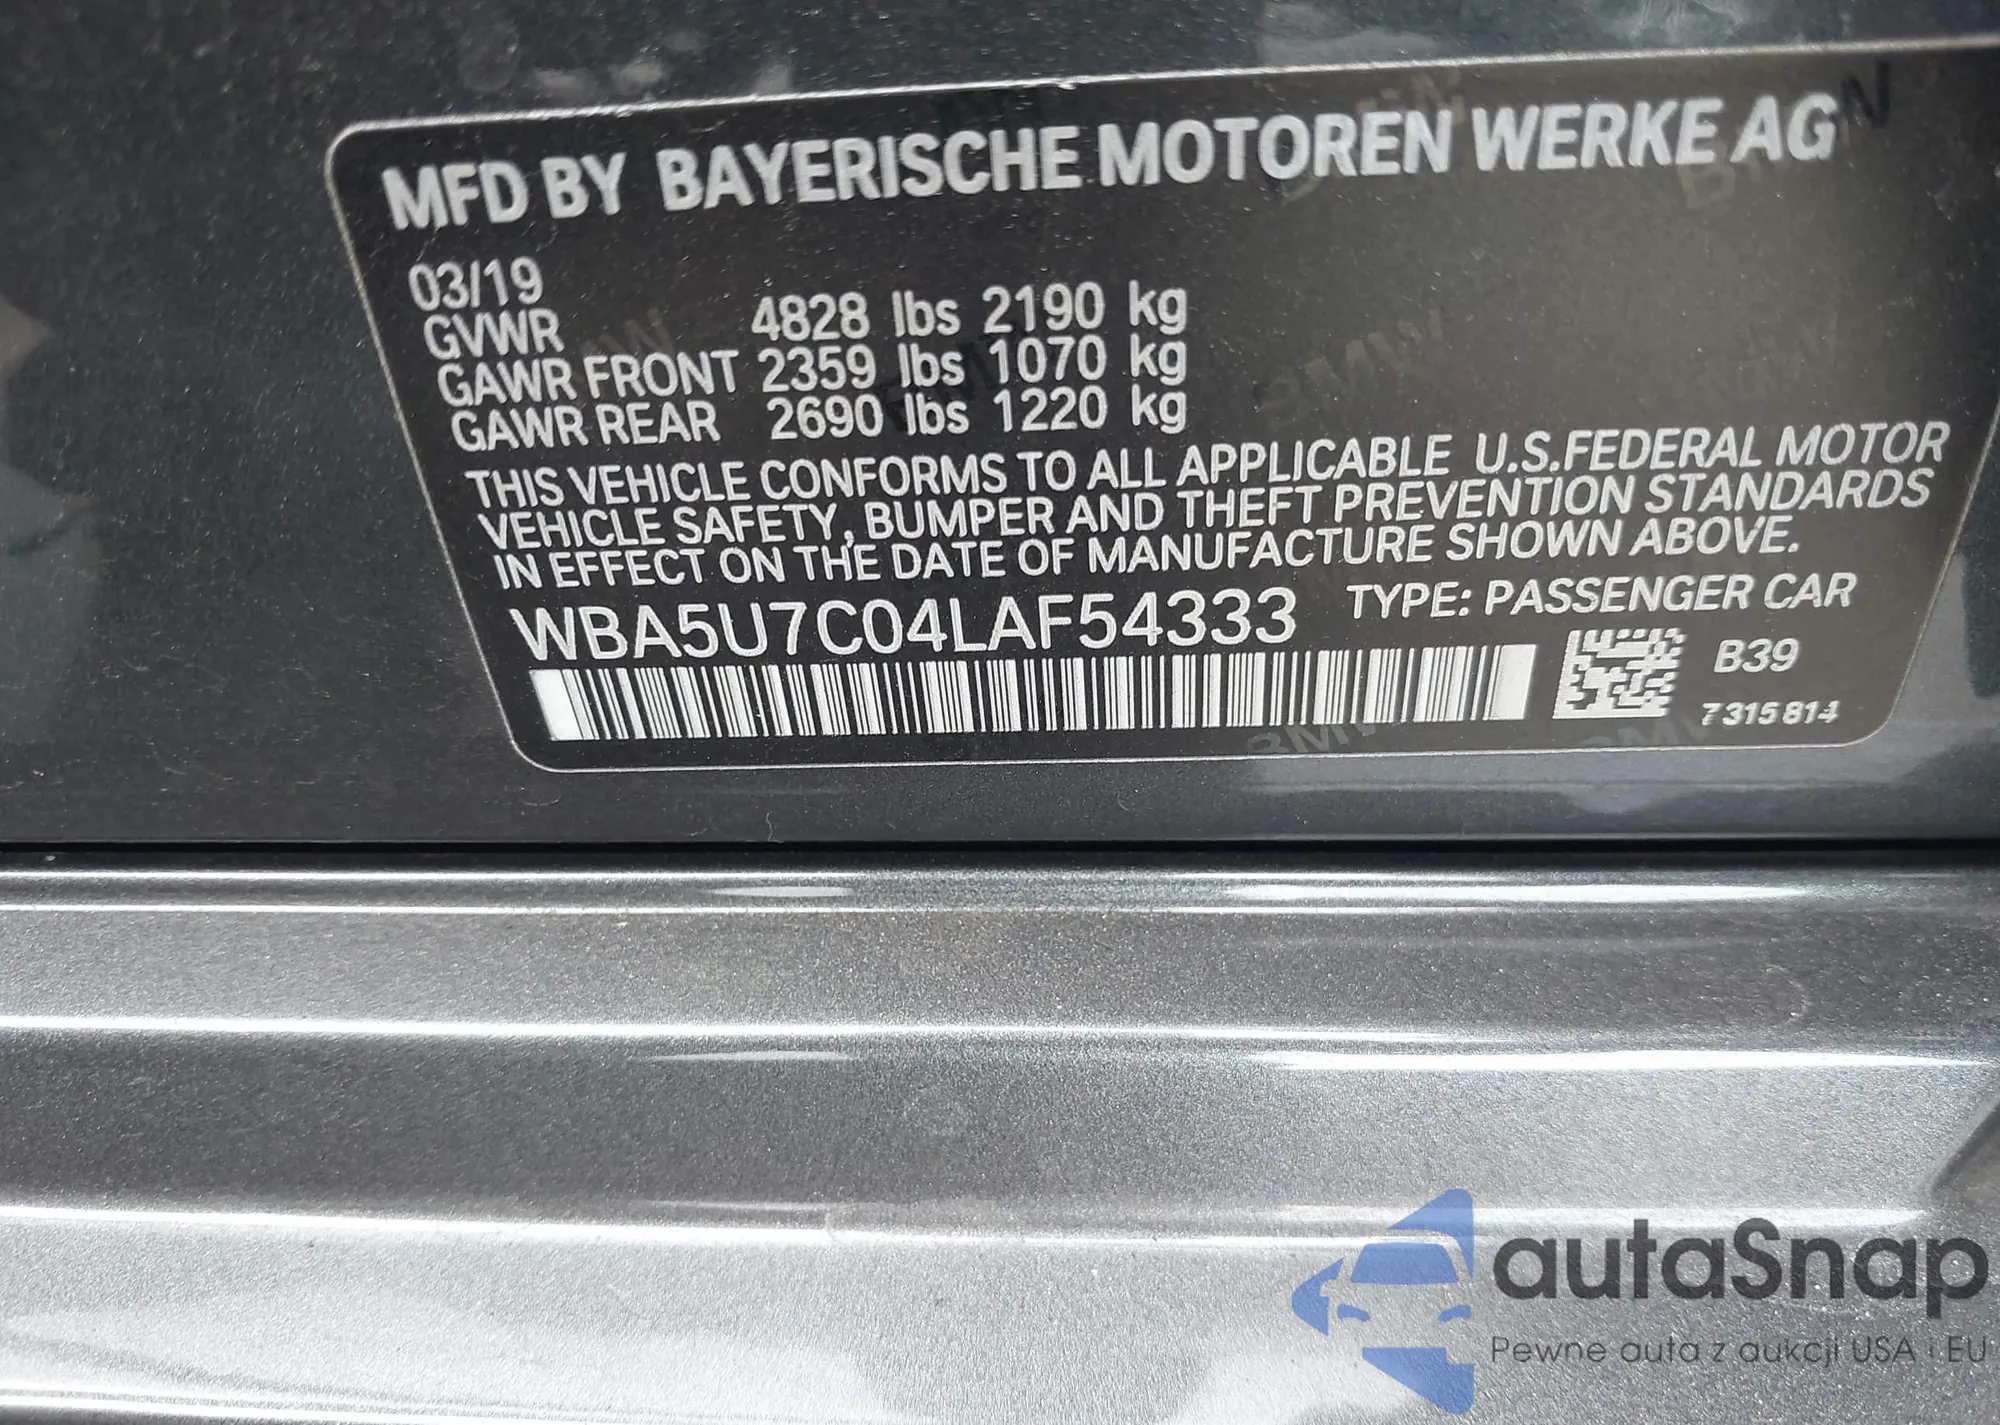 MFD BY BAYERISCHE MOTOREN WERKE AG
03/19
GVWR 4828 lbs 2190 kg
GAWR FRONT 2359 lbs 1070 kg
GAWR REAR 2690 lbs 1220 kg
THIS VEHICLE CONFORMS TO ALL APPLICABLE U.S.FEDERAL MOTOR
VEHICLE SAFETY, BUMPER AND THEFT PREVENTION STANDARDS
IN EFFECT ON THE DATE OF MANUFACTURE SHOWN ABOVE.
WBA5U7C04LAF54333 TYPE: PASSENGER CAR
B39
7315814
autaSnap
Pewne auta z aukcji USA i EU